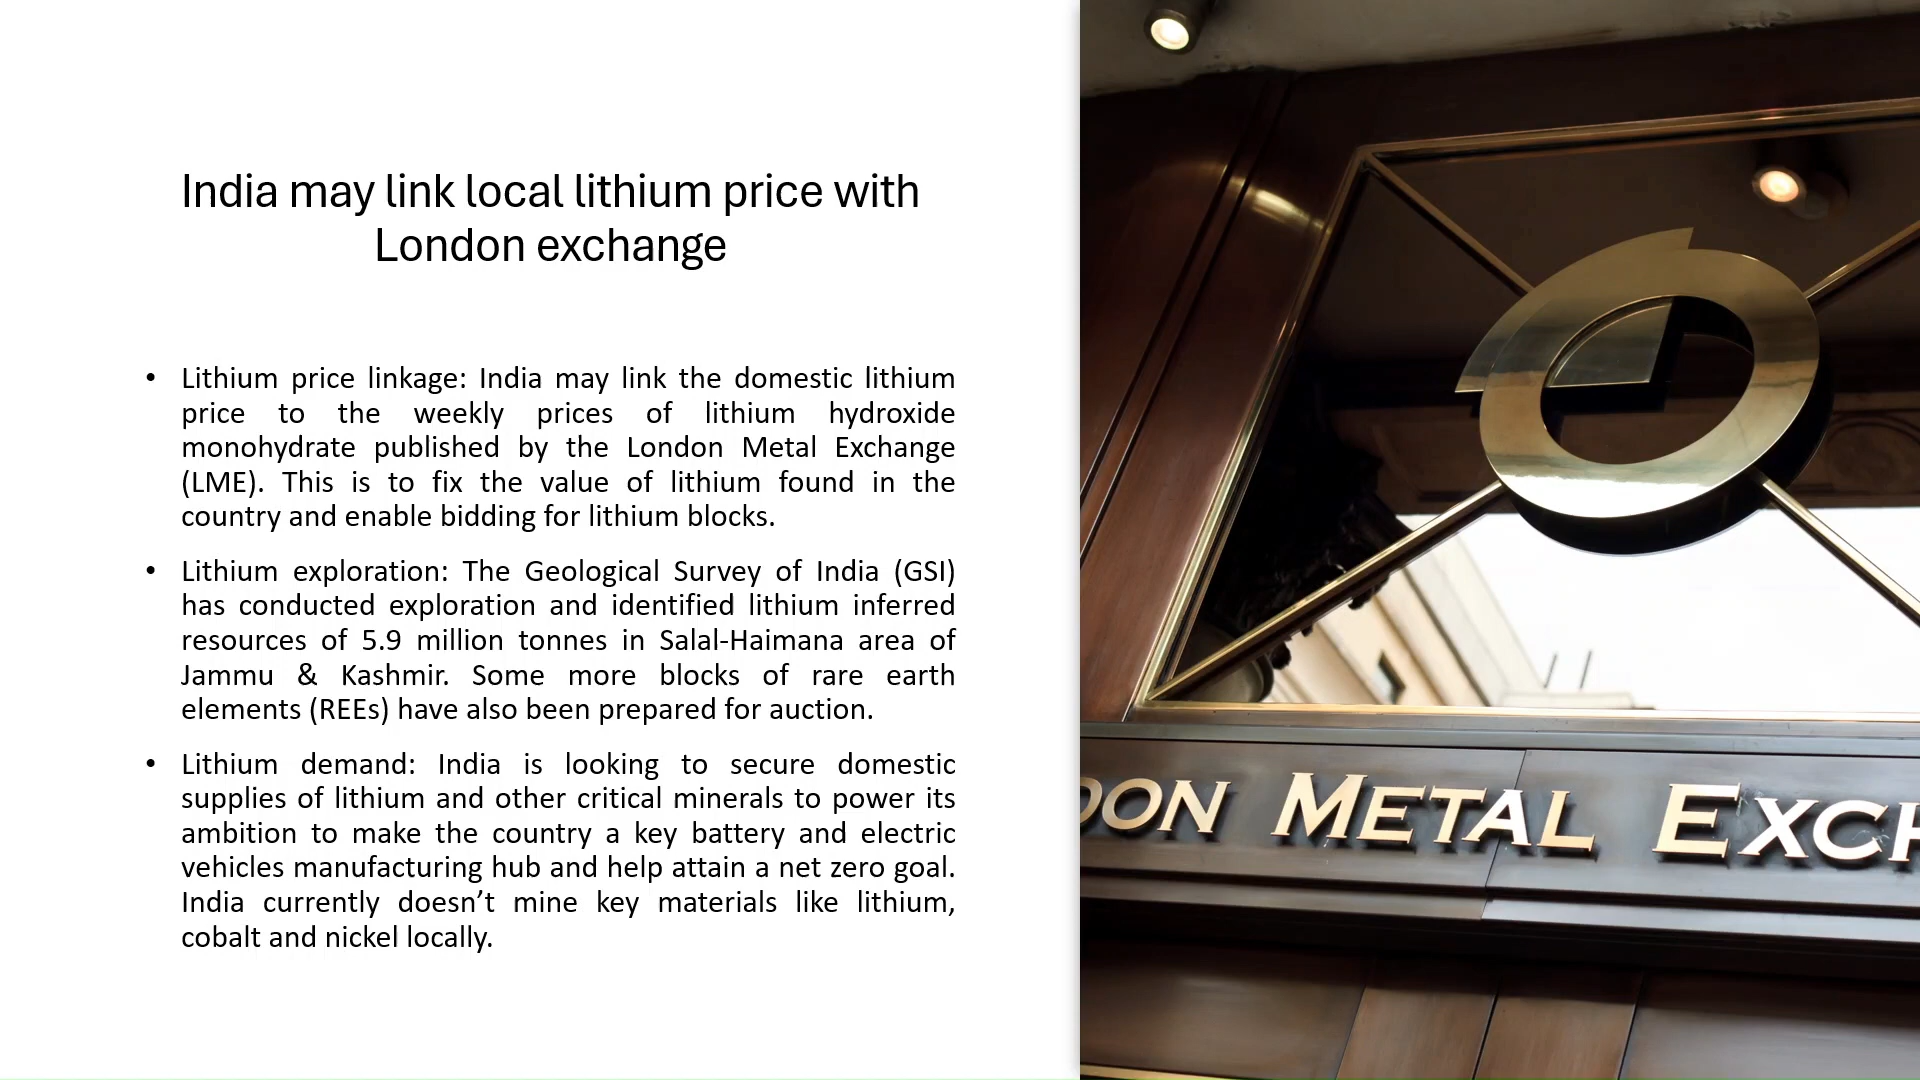 India may link local lithium price with
London exchange
• Lithium price linkage: India may link the domestic lithium
price to the weekly prices of lithium hydroxide
monohydrate published by the London Metal Exchange
(LME). This is to fix the value of lithium found in the
country and enable bidding for lithium blocks.
• Lithium exploration: The Geological Survey of India (GSI)
has conducted exploration and identified lithium inferred
resources of 5.9 million tonnes in Salal-Haimana area of
Jammu & Kashmir. Some more blocks of rare earth
elements (REEs) have also been prepared for auction.
• Lithium demand: India is looking to secure domestic
supplies of lithium and other critical minerals to power its
ambition to make the country a key battery and electric
vehicles manufacturing hub and help attain a net zero goal.
India currently doesn’t mine key materials like lithium,
cobalt and nickel locally.
DON METAL EXCH